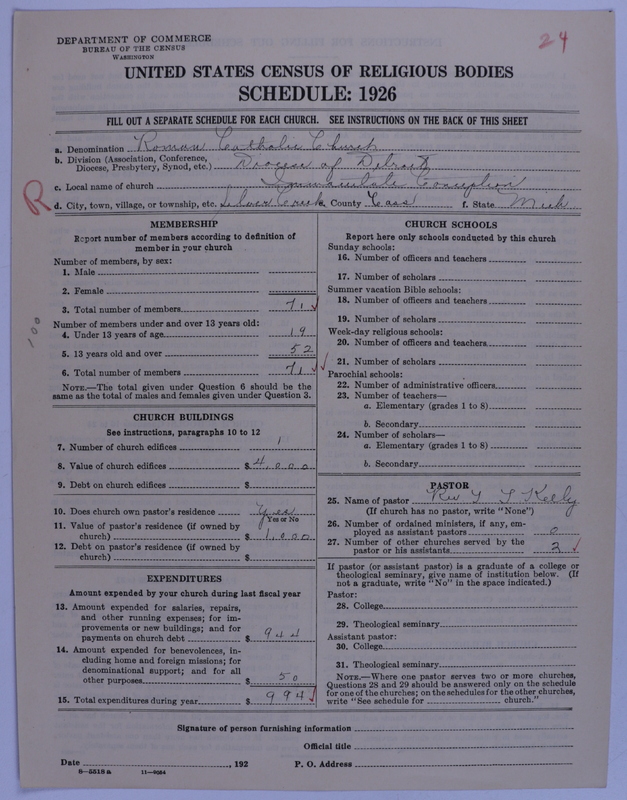 DEPARTMENT OF COMMERCE
BUREAU OF THE CENSUS
WASHINGTON
24
UNITED STATES CENSUS OF RELIGIOUS BODIES
SCHEDULE: 1926
FILL OUT A SEPARATE SCHEDULE FOR EACH CHURCH. SEE INSTRUCTIONS ON THE BACK OF THIS SHEET
a. Denomination Roman Catholic Church
b. Division (Association, Conference, Diocese, Presbytery, Synod, etc.) Diocese of Detroit
c. Local name of church Immaculate Conception
R
d. City, town, village, or township, etc. Silver Creek e. County Cass f. State Mich
MEMBERSHIP
Report number of members according to definition of
member in your church
Number of members, by sex:
1. Male
2. Female
3. Total number of members 71
Number of members under and over 13 years old:
4. Under 13 years of age 19
5. 13 years old and over 52
6. Total number of members 71
NOTE.—The total given under Question 6 should be the
same as the total of males and females given under Question 3.
100
CHURCH BUILDINGS
See instructions, paragraphs 10 to 12
7. Number of church edifices 1
8. Value of church edifices $ 4,000
9. Debt on church edifices $
10. Does church own pastor's residence Yes
Yes or No
11. Value of pastor's residence (if owned by
church) $ 1,000
12. Debt on pastor's residence (if owned by
church) $
EXPENDITURES
Amount expended by your church during last fiscal year
13. Amount expended for salaries, repairs,
and other running expenses; for im-
provements or new buildings; and for
payments on church debt $ 944
14. Amount expended for benevolences, in-
cluding home and foreign missions; for
denominational support; and for all
other purposes $ 50
15. Total expenditures during year $ 994
CHURCH SCHOOLS
Report here only schools conducted by this church
Sunday schools:
16. Number of officers and teachers
17. Number of scholars
Summer vacation Bible schools:
18. Number of officers and teachers
19. Number of scholars
Week-day religious schools:
20. Number of officers and teachers
21. Number of scholars
Parochial schools:
22. Number of administrative officers
23. Number of teachers—
a. Elementary (grades 1 to 8)
b. Secondary
24. Number of scholars—
a. Elementary (grades 1 to 8)
b. Secondary
PASTOR
25. Name of pastor Rev
(If church has no pastor, write "None")
26. Number of ordained ministers, if any, em-
ployed as assistant pastors 0
27. Number of other churches served by the
pastor or his assistants 2
If pastor (or assistant pastor) is a graduate of a college or
theological seminary, give name of institution below. (If
not a graduate, write "No" in the space indicated.)
Pastor:
28. College
29. Theological seminary
Assistant pastor:
30. College
31. Theological seminary
NOTE.—Where one pastor serves two or more churches,
Questions 28 and 29 should be answered only on the schedule
for one of the churches; on the schedules for the other churches,
write "See schedule for church."
Signature of person furnishing information
Official title
Date , 192 P. O. Address
8—5518 a 11—9064